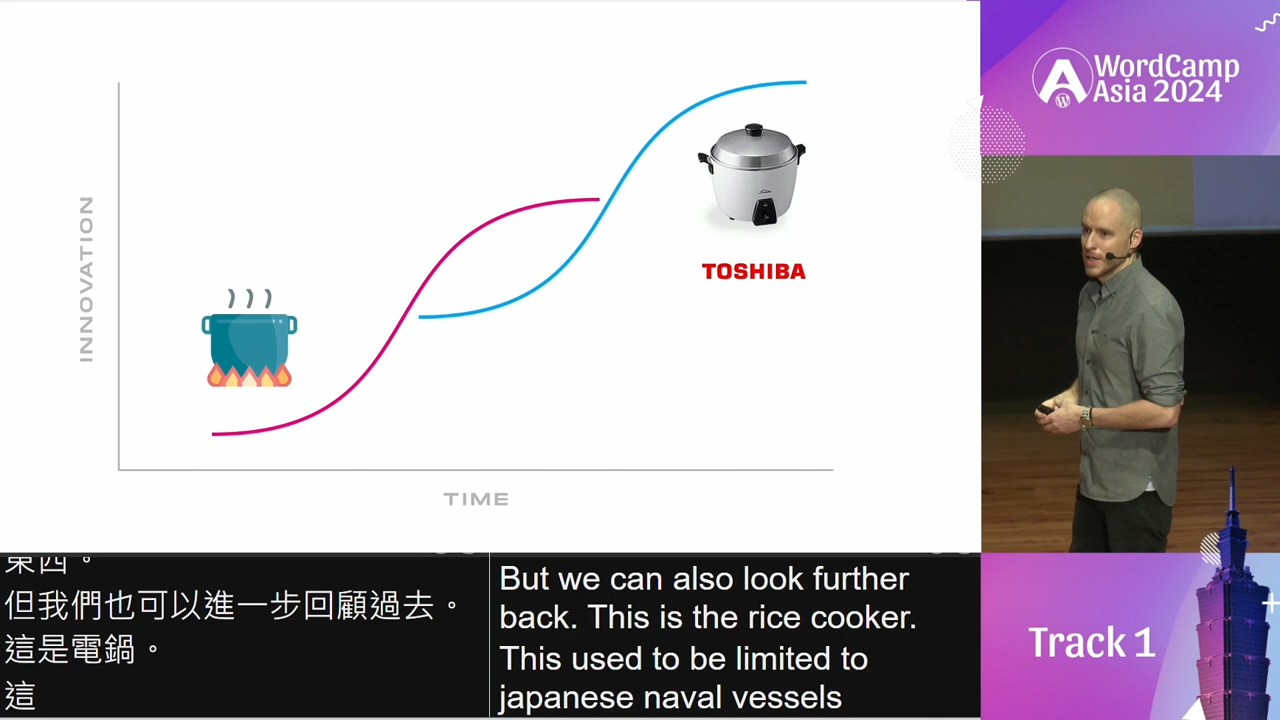 INNOVATION
TIME
TOSHIBA
WordCamp
Asia 2024
東西。
但我們也可以進一步回顧過去。
這是電鍋。
這
But we can also look further
back. This is the rice cooker.
This used to be limited to
japanese naval vessels
Track 1